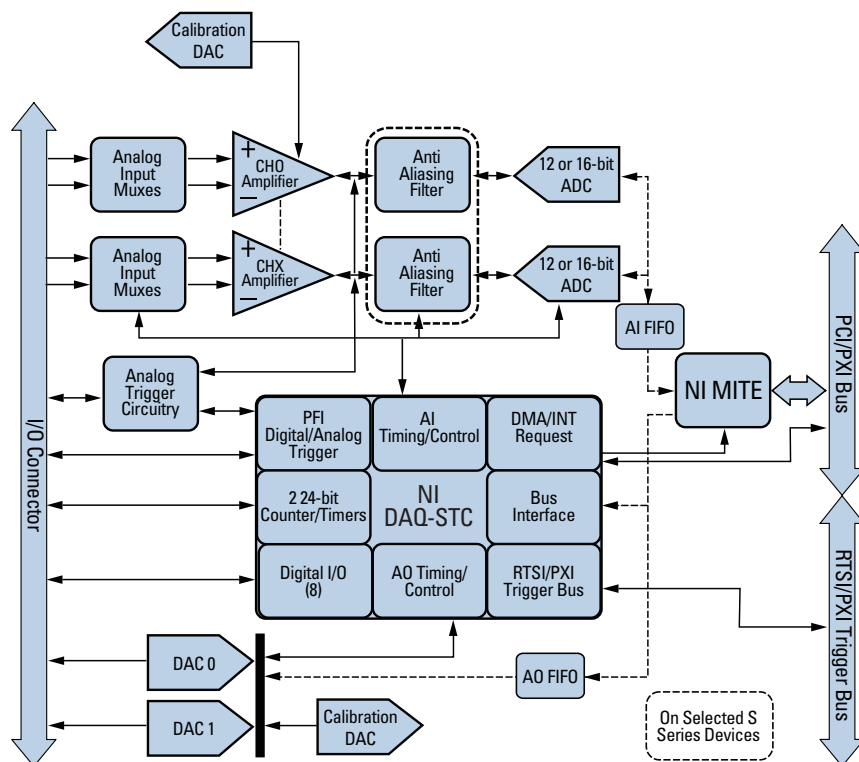 Calibration
DAC
Analog
Input
Muxes
+
CHO
Amplifier
−
Anti
Aliasing
Filter
12 or 16-bit
ADC
Analog
Input
Muxes
+
CHX
Amplifier
−
Anti
Aliasing
Filter
12 or 16-bit
ADC
AI FIFO
NI MITE
PCI/PXI Bus
I/O Connector
Analog
Trigger
Circuitry
PFI
Digital/Analog
Trigger
AI
Timing/Control
DMA/INT
Request
2 24-bit
Counter/Timers
NI
DAQ-STC
Bus
Interface
Digital I/O
(8)
AO Timing/
Control
RTSI/PXI
Trigger Bus
RTSI/PXI Trigger Bus
DAC 0
AO FIFO
DAC 1
Calibration
DAC
On Selected S
Series Devices